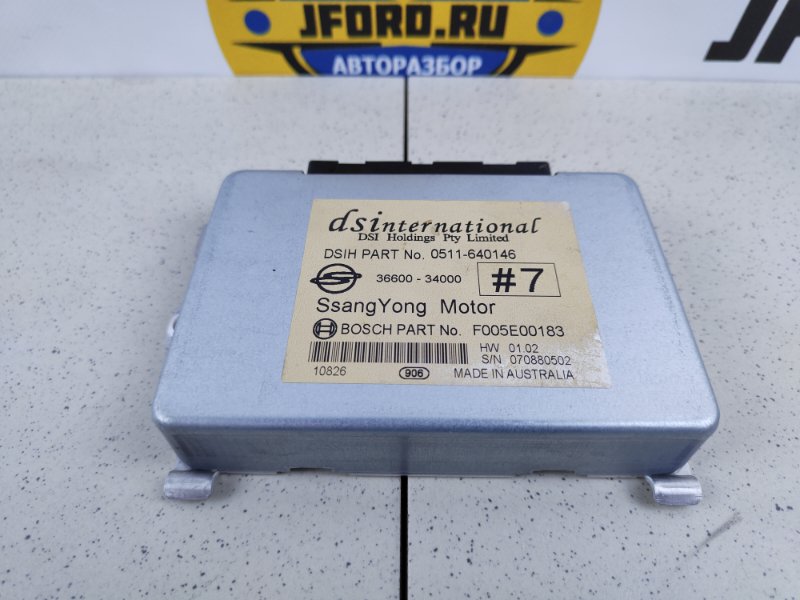 JFORD.RU
АВТОРАЗБОР
dsinternational
DSI Holdings Pty Limited
DSIH PART No. 0511-640146
36600 - 34000 #7
SsangYong Motor
BOSCH PART No. F005E00183
HW 01.02
S/N 070880502
10826 906 MADE IN AUSTRALIA